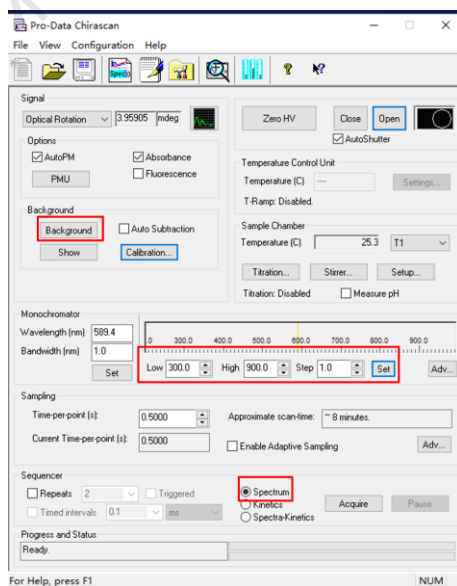 Pro-Data Chirascan
File View Configuration Help
Signal
Optical Rotation 3.95905 mdeg
Zero HV Close Open
AutoShutter
Options
AutoPM Absorbance
PMU Fluorescence
Temperature Control Unit
Temperature (C) ---- Settings...
T-Ramp: Disabled.
Background
Background Auto Subtraction
Show Calibration...
Sample Chamber
Temperature (C) 25.3 T1
Titration... Stirrer... Setup...
Titration: Disabled Measure pH
Monochromator
Wavelength (nm) 589.4
.0 300.0 400.0 500.0 600.0 700.0 800.0 900.0
Bandwidth (nm) 1.0
Set Low 300.0 High 900.0 Step 1.0 Set Adv...
Sampling
Time-per-point (s): 0.5000 Approximate scan-time: ~ 8 minutes.
Current Time-per-point (s): 0.5000 Enable Adaptive Sampling Adv...
Sequencer
Repeats 2 Triggered Spectrum
Timed intervals 0.1 ms Kinetics Acquire Pause
Spectra-Kinetics
Progress and Status
Ready.
For Help, press F1 NUM